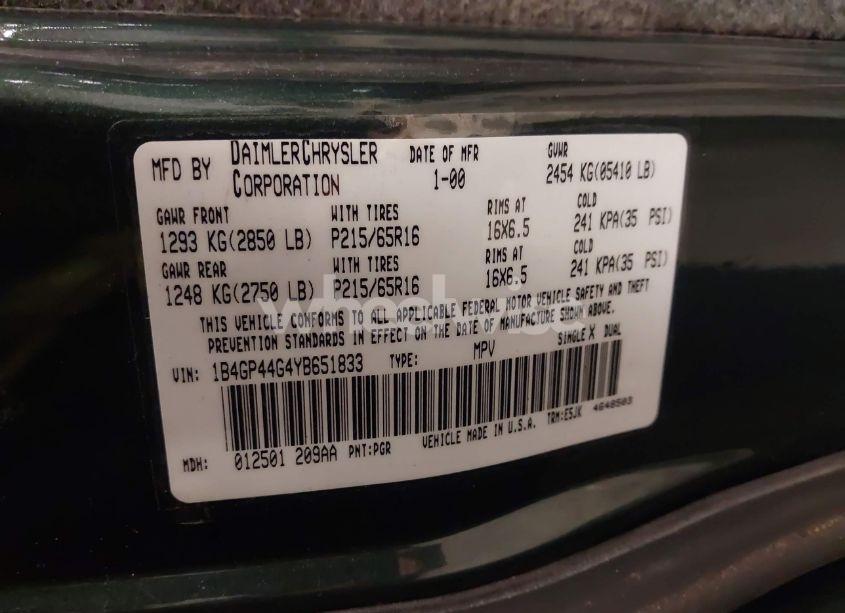 MFD BY DAIMLERCHRYSLER CORPORATION
DATE OF MFR 1-00
GVWR 2454 KG(05410 LB)
GAWR FRONT WITH TIRES RIMS AT COLD
1293 KG(2850 LB) P215/65R16 16X6.5 241 KPA(35 PSI)
GAWR REAR WITH TIRES RIMS AT COLD
1248 KG(2750 LB) P215/65R16 16X6.5 241 KPA(35 PSI)
THIS VEHICLE CONFORMS TO ALL APPLICABLE FEDERAL MOTOR VEHICLE SAFETY AND THEFT
PREVENTION STANDARDS IN EFFECT ON THE DATE OF MANUFACTURE SHOWN ABOVE.
VIN: 1B4GP44G4YB651833 TYPE: MPV SINGLE X DUAL
MDH: 012501 209AA PNT:PGR VEHICLE MADE IN U.S.A. TRM:E5JK 4648503